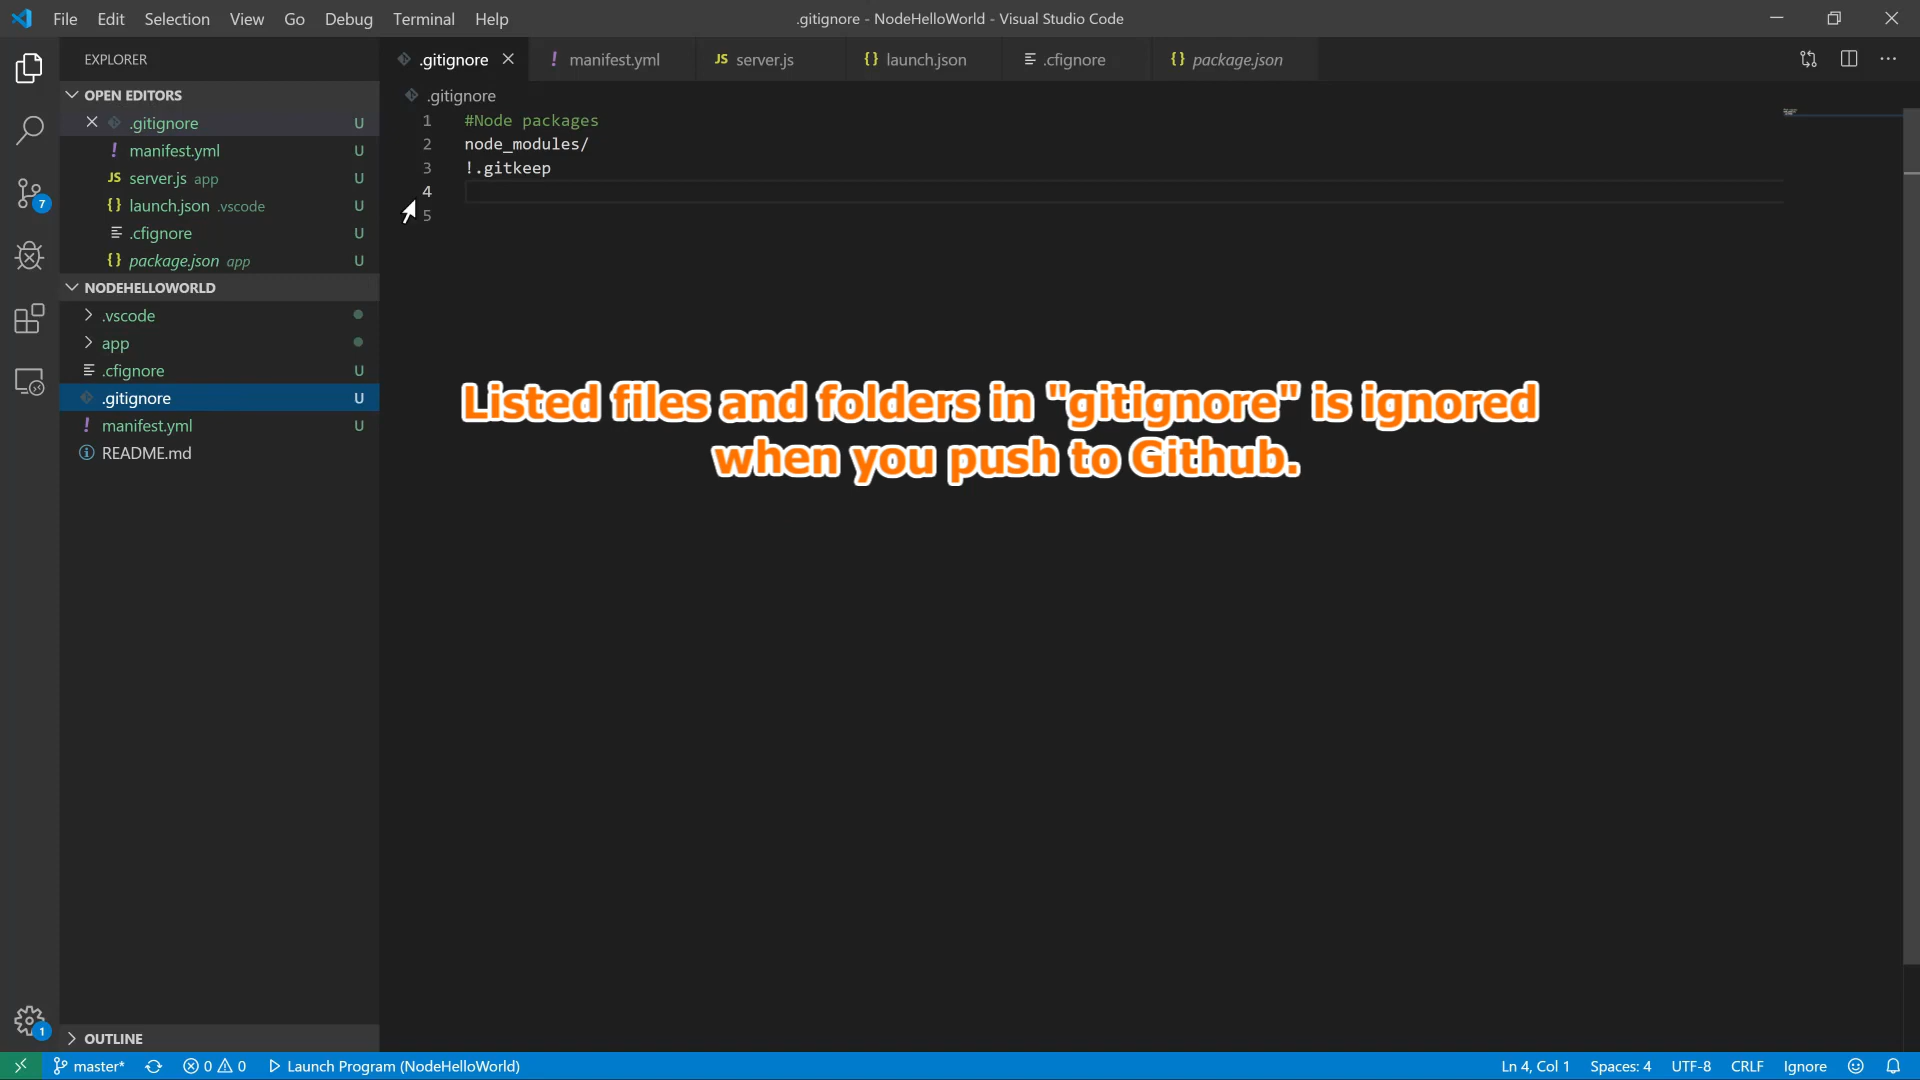 File Edit Selection View Go Debug Terminal Help
.gitignore - NodeHelloWorld - Visual Studio Code
EXPLORER
.gitignore
! manifest.yml
JS server.js
{} launch.json
.cfignore
{} package.json
OPEN EDITORS
.gitignore U
! manifest.yml U
JS server.js app U
{} launch.json .vscode U
.cfignore U
{} package.json app U
NODEHELLOWORLD
.vscode
app
.cfignore U
.gitignore U
! manifest.yml U
README.md
OUTLINE
7
1
.gitignore
1 #Node packages
2 node_modules/
3 !.gitkeep
4
5
Listed files and folders in "gitignore" is ignored
when you push to Github.
master* 0 0 Launch Program (NodeHelloWorld) Ln 4, Col 1 Spaces: 4 UTF-8 CRLF Ignore